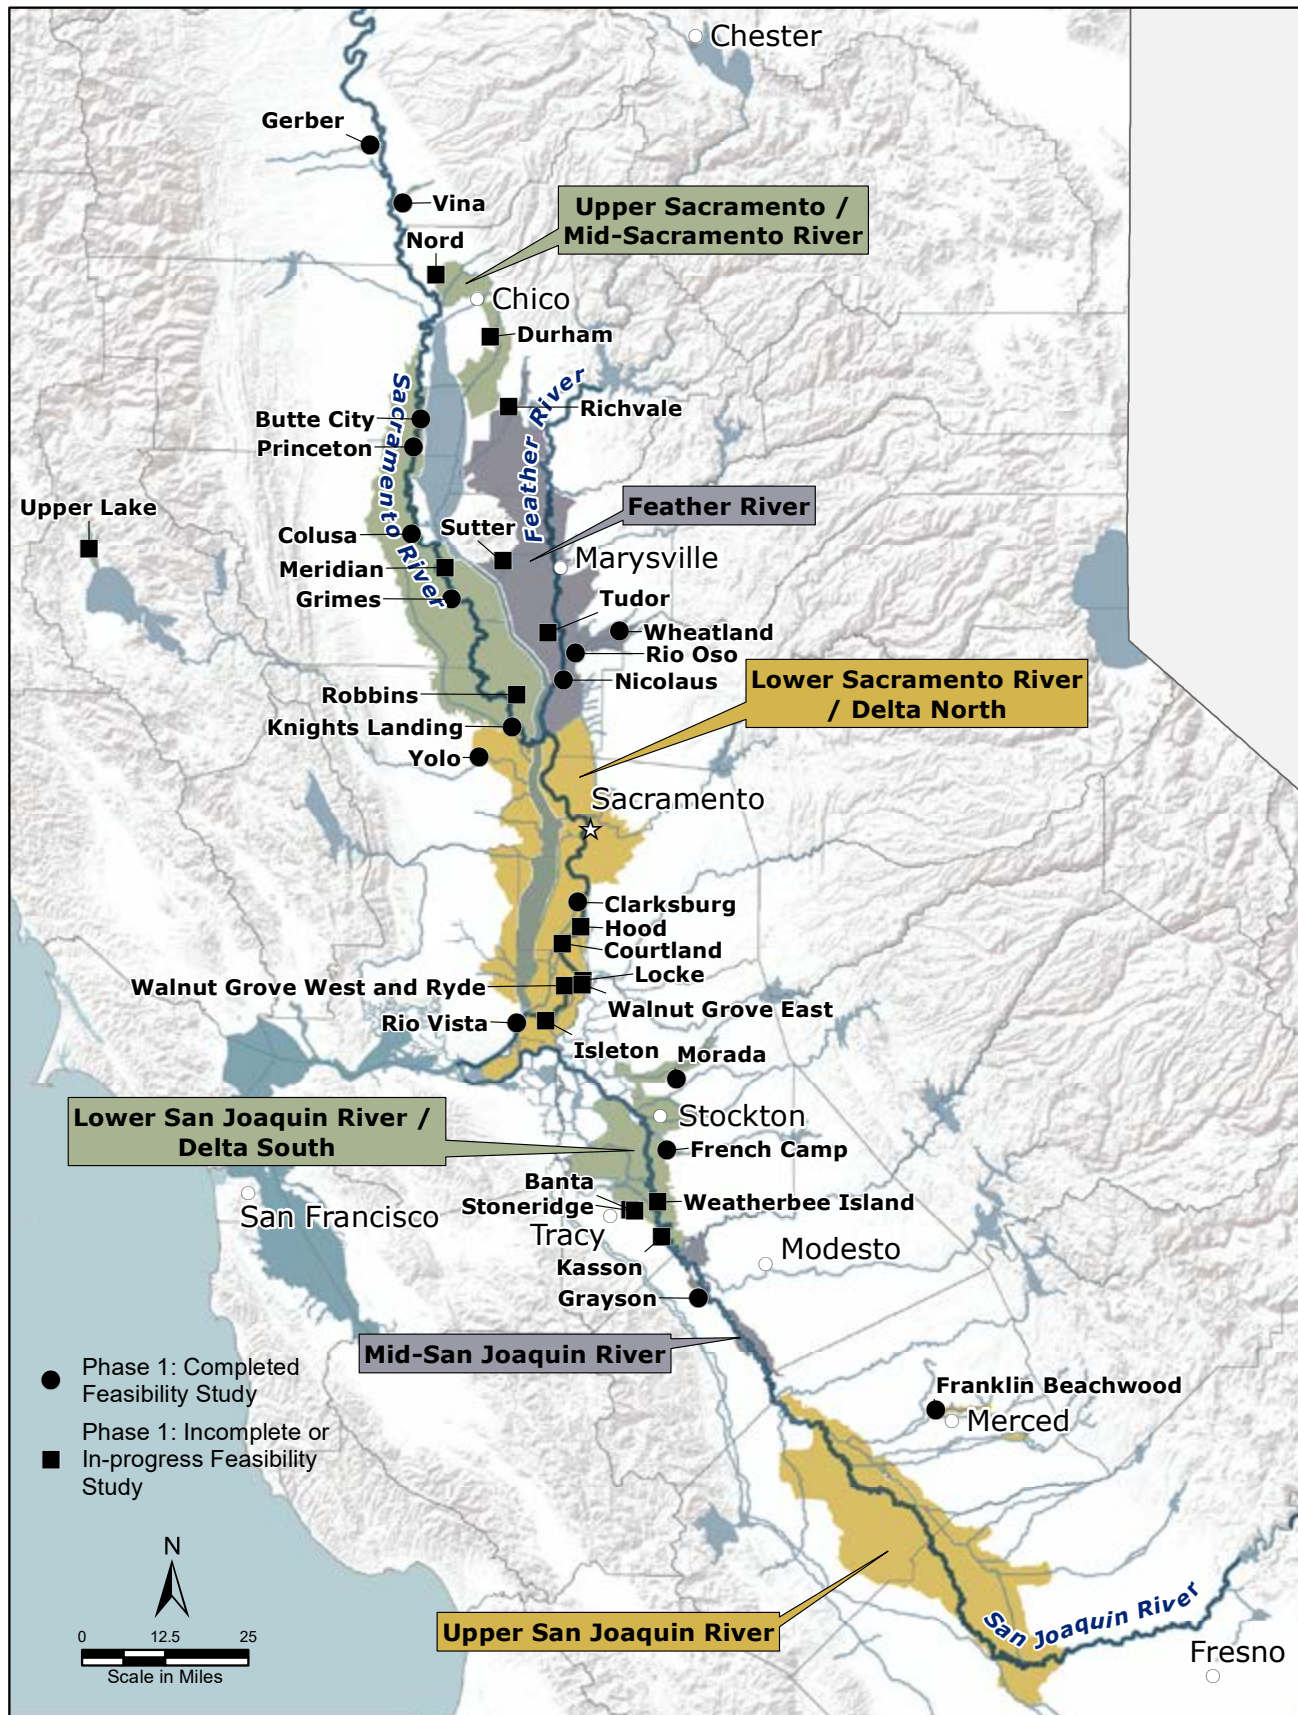 Chester
Gerber
Vina
Upper Sacramento /
Mid-Sacramento River
Nord
Chico
Durham
Sacramento River
Feather River
Richvale
Butte City
Princeton
Upper Lake
Feather River
Sutter
Colusa
Marysville
Meridian
Grimes
Tudor
Wheatland
Rio Oso
Nicolaus
Lower Sacramento River
/ Delta North
Robbins
Knights Landing
Yolo
Sacramento
Clarksburg
Hood
Courtland
Locke
Walnut Grove West and Ryde
Walnut Grove East
Rio Vista
Isleton
Morada
Lower San Joaquin River /
Delta South
Stockton
French Camp
Banta
Stoneridge
Weatherbee Island
San Francisco
Tracy
Modesto
Kasson
Grayson
Mid-San Joaquin River
Phase 1: Completed
Feasibility Study
Franklin Beachwood
Merced
Phase 1: Incomplete or
In-progress Feasibility
Study
N
0 12.5 25
Scale in Miles
Upper San Joaquin River
San Joaquin River
Fresno